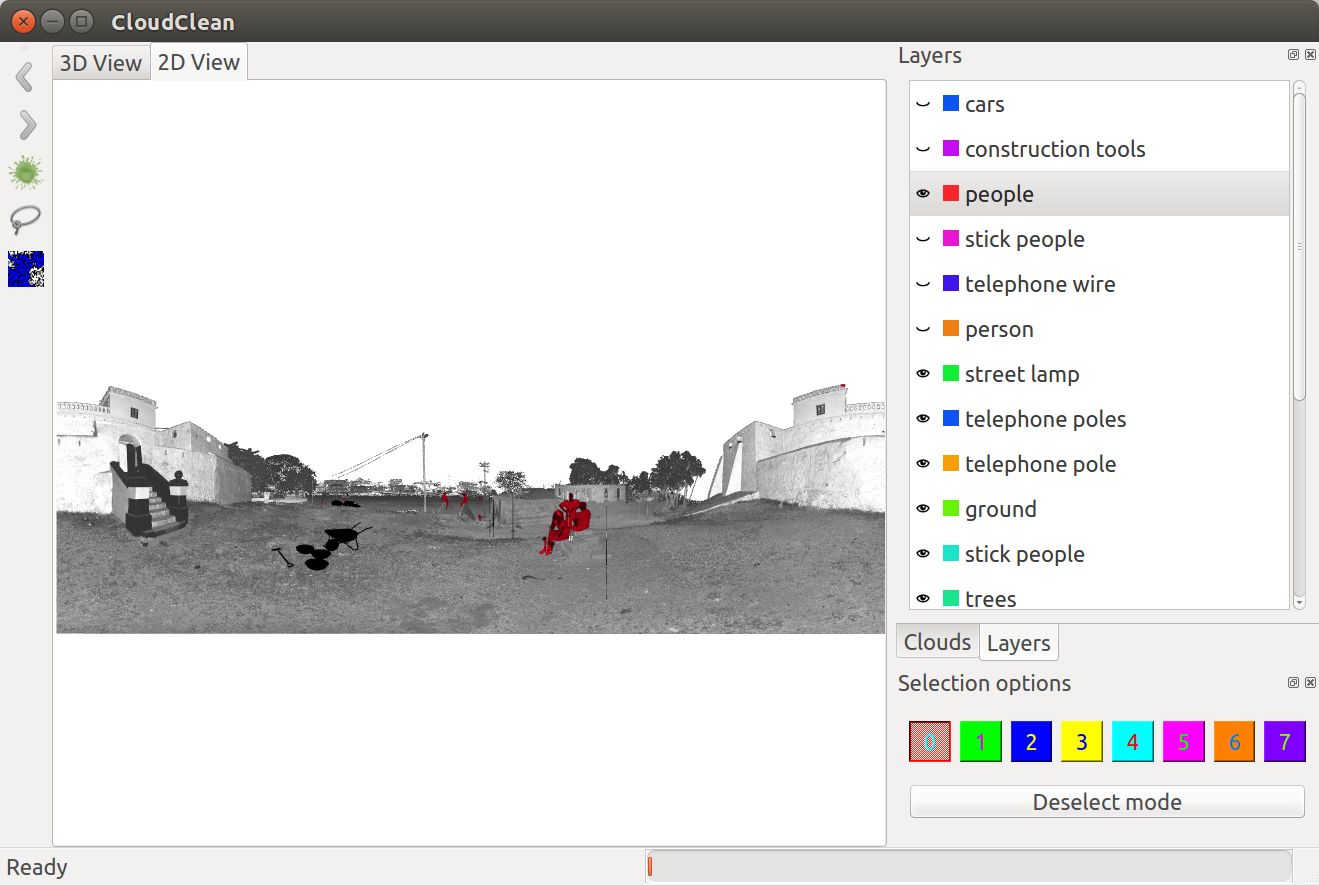 CloudClean
3D View
2D View
Layers
cars
construction tools
people
stick people
telephone wire
person
street lamp
telephone poles
telephone pole
ground
stick people
trees
Clouds
Layers
Selection options
0 1 2 3 4 5 6 7
Deselect mode
Ready